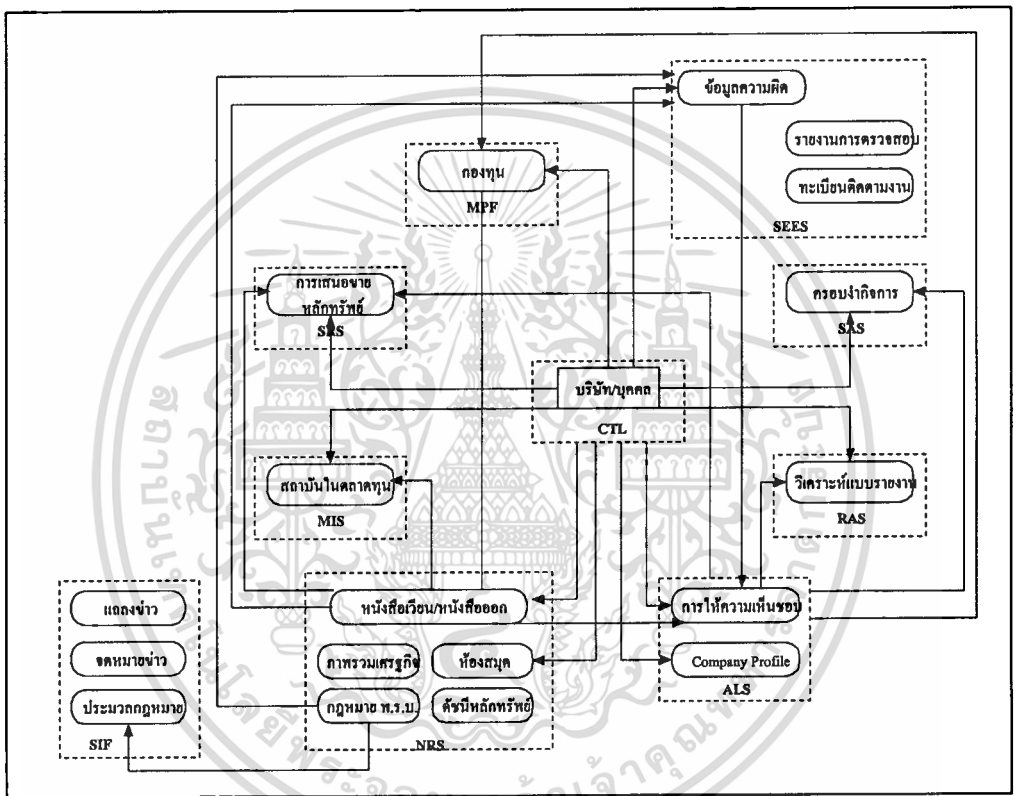 ข้อมูลความผิด
รายงานการตรวจสอบ
ทะเบียนติดตามงาน
SEES
กองทุน
MPF
การเสนอขาย
หลักทรัพย์
SRS
ครอบงำกิจการ
SAS
บริษัท/บุคคล
CTL
สถาบันในตลาดทุน
MIS
วิเคราะห์แบบรายงาน
RAS
หนังสือเวียน/หนังสือออก
ภาพรวมเศรษฐกิจ
ห้องสมุด
กฎหมาย พ.ร.บ.
ดัชนีหลักทรัพย์
NRS
การให้ความเห็นชอบ
Company Profile
ALS
แถลงข่าว
จดหมายข่าว
ประมวลกฎหมาย
SIF